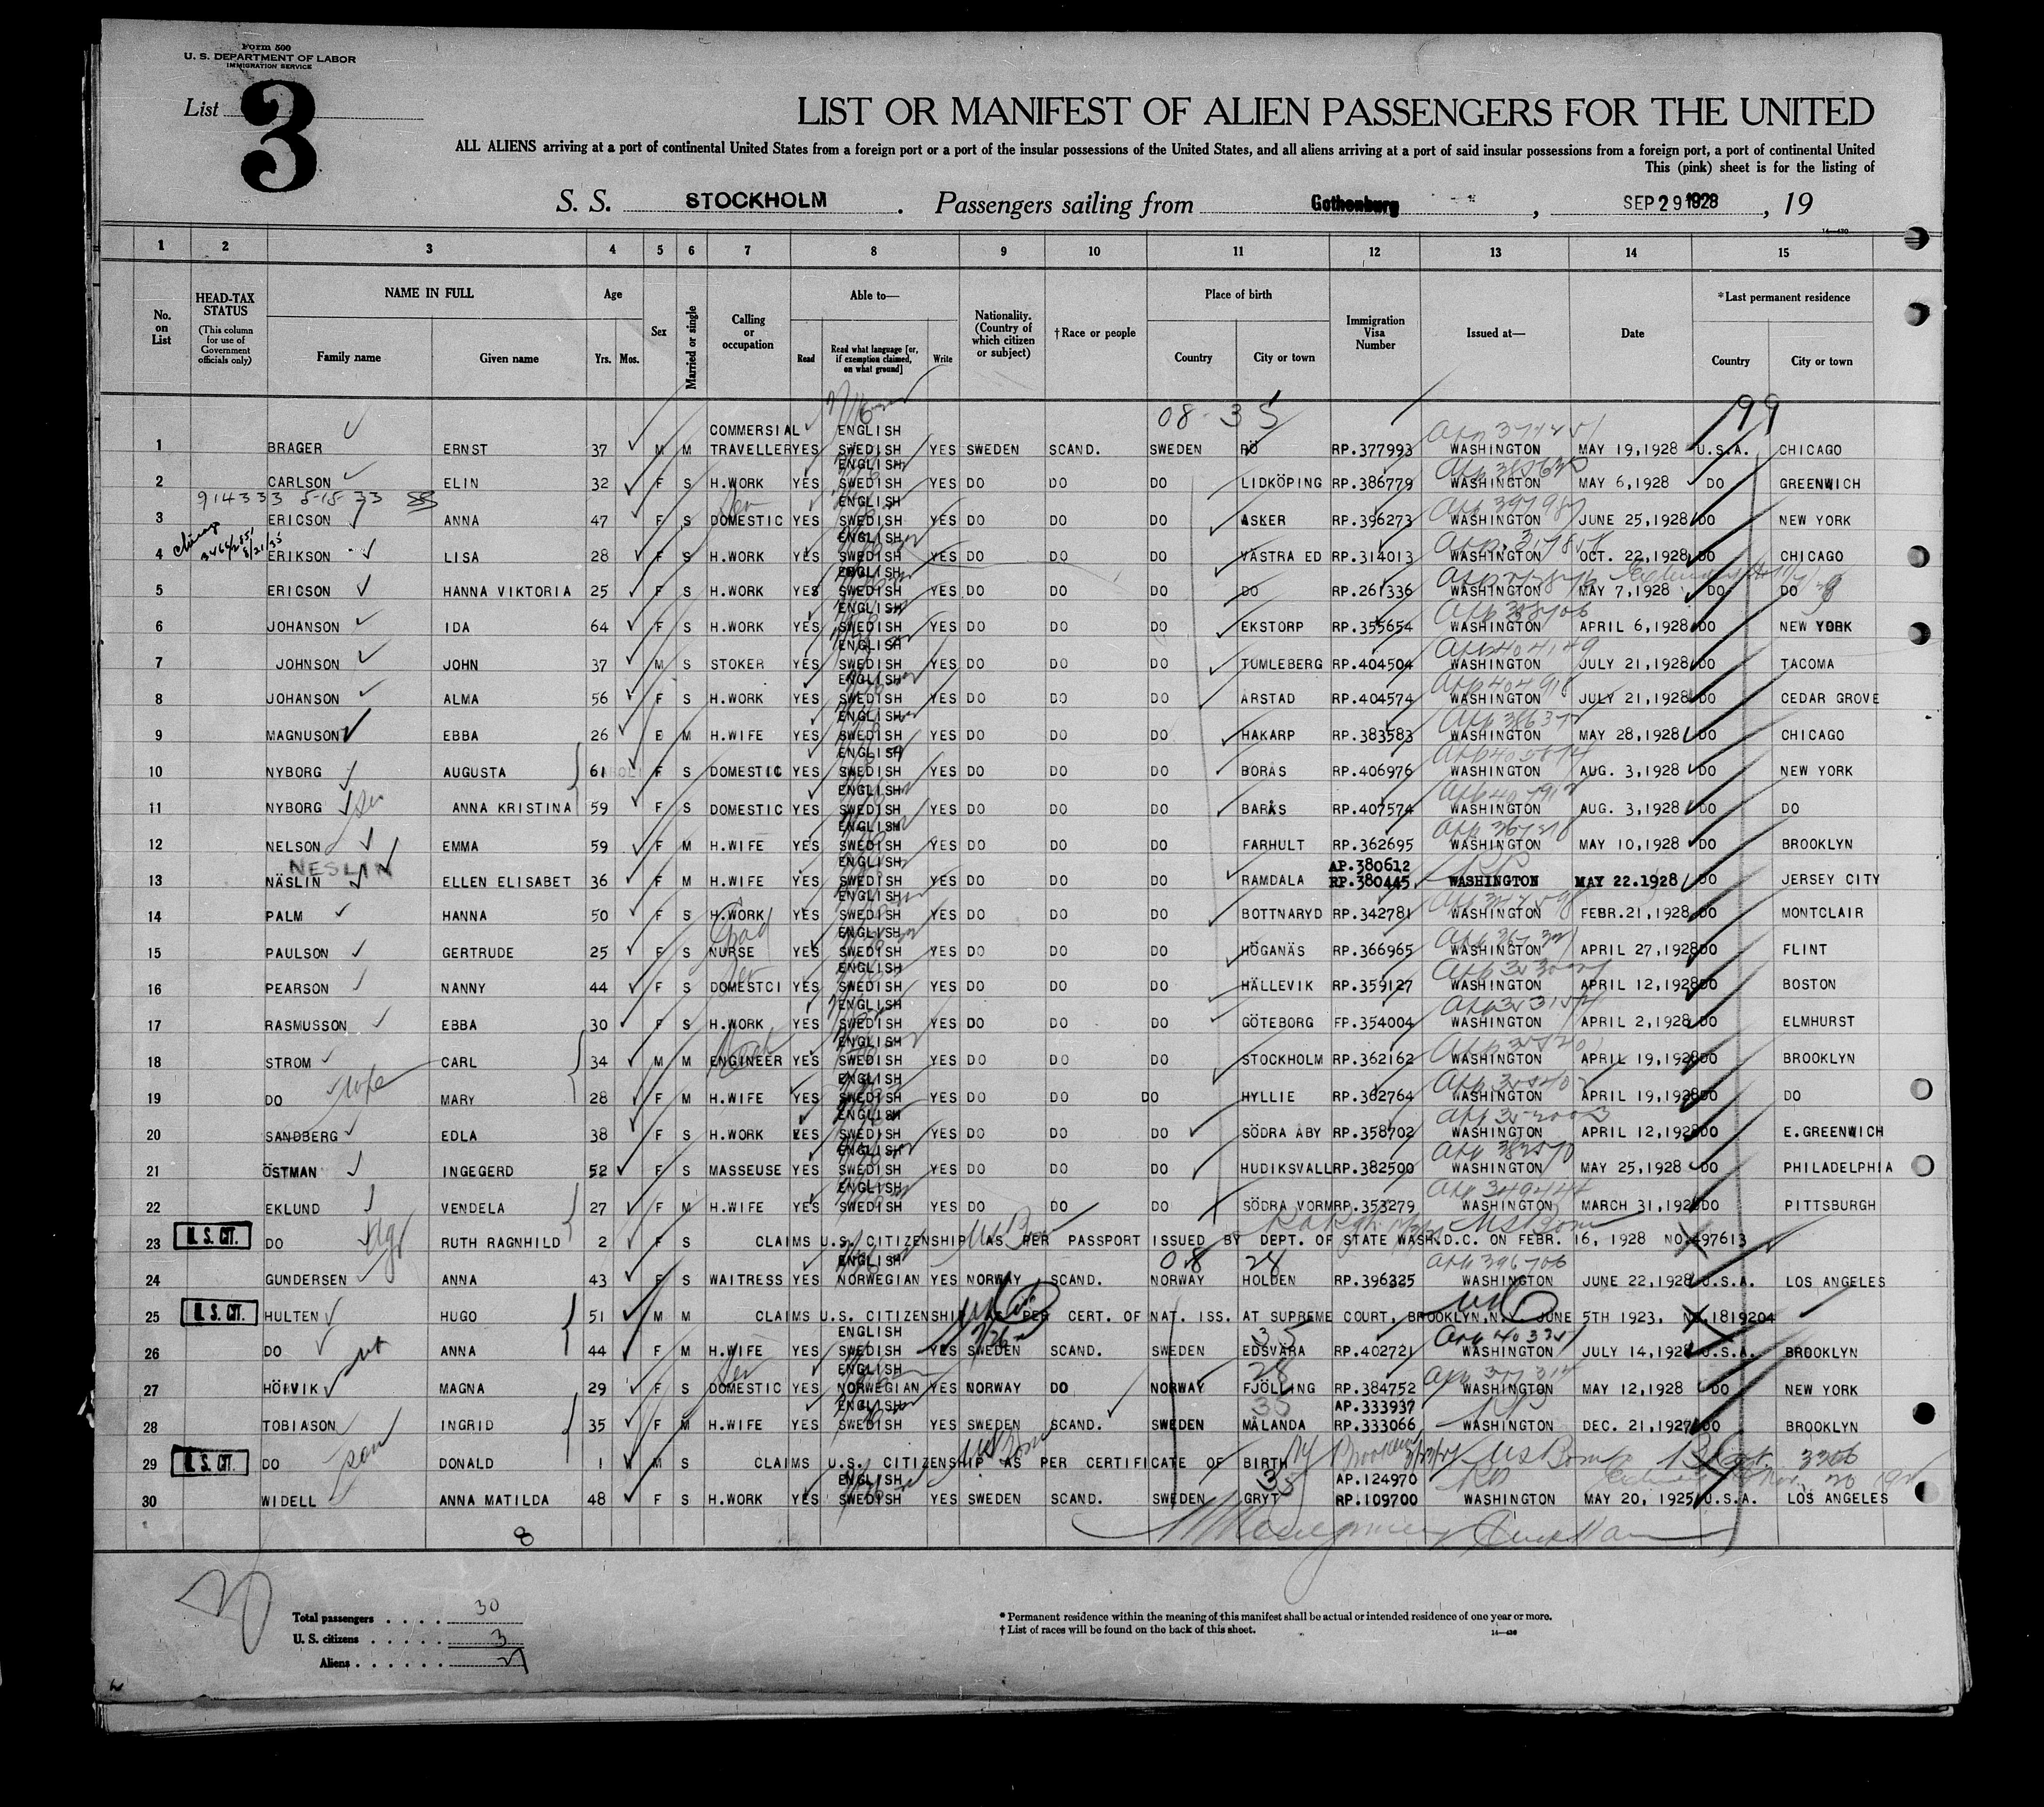 Form 500
U. S. DEPARTMENT OF LABOR
IMMIGRATION SERVICE
List 3
LIST OR MANIFEST OF ALIEN PASSENGERS FOR THE UNITED
ALL ALIENS arriving at a port of continental United States from a foreign port or a port of the insular possessions of the United States, and all aliens arriving at a port of said insular possessions from a foreign port, a port of continental United
This (pink) sheet is for the listing of
S. S. STOCKHOLM. Passengers sailing from Gothenburg, SEP 29 1928, 19
14—430
1 2 3 4 5 6 7 8 9 10 11 12 13 14 15
No. on List
HEAD-TAX STATUS (This column for use of Government officials only)
NAME IN FULL
Family name Given name
Age
Yrs. Mos.
Sex
Married or single
Calling or occupation
Able to—
Read Read what language [or, if exemption claimed, on what ground] Write
Nationality. (Country of which citizen or subject)
†Race or people
Place of birth
Country City or town
Immigration Visa Number
Issued at—
Date
*Last permanent residence
Country City or town
08-35 99
1 BRAGER ERNST 37 M M COMMERSIAL TRAVELLER YES ENGLISH SWEDISH YES SWEDEN SCAND. SWEDEN RÖ RP.377993 WASHINGTON MAY 19,1928 U.S.A. CHICAGO
2 CARLSON ELIN 32 F S H.WORK YES ENGLISH SWEDISH YES DO DO DO LIDKÖPING RP.386779 WASHINGTON MAY 6,1928 DO GREENWICH
914333 5-15-33
3 ERICSON ANNA 47 F S DOMESTIC YES ENGLISH SWEDISH YES DO DO DO ASKER RP.396273 WASHINGTON JUNE 25,1928 DO NEW YORK
4 ERIKSON LISA 28 F S H.WORK YES ENGLISH SWEDISH YES DO DO DO VÄSTRA ED RP.314013 WASHINGTON OCT. 22,1928 DO CHICAGO
5 ERICSON HANNA VIKTORIA 25 F S H.WORK YES ENGLISH SWEDISH YES DO DO DO DO RP.261336 WASHINGTON MAY 7,1928 DO DO
6 JOHANSON IDA 64 F S H.WORK YES ENGLISH SWEDISH YES DO DO DO EKSTORP RP.355654 WASHINGTON APRIL 6,1928 DO NEW YORK
7 JOHNSON JOHN 37 M S STOKER YES ENGLISH SWEDISH YES DO DO DO TUMLEBERG RP.404504 WASHINGTON JULY 21,1928 DO TACOMA
8 JOHANSON ALMA 56 F S H.WORK YES ENGLISH SWEDISH YES DO DO DO ÅRSTAD RP.404574 WASHINGTON JULY 21,1928 DO CEDAR GROVE
9 MAGNUSON EBBA 26 E M H.WIFE YES ENGLISH SWEDISH YES DO DO DO HAKARP RP.383583 WASHINGTON MAY 28,1928 DO CHICAGO
10 NYBORG AUGUSTA 61 F S DOMESTIC YES ENGLISH SWEDISH YES DO DO DO BORÅS RP.406976 WASHINGTON AUG. 3,1928 DO NEW YORK
11 NYBORG ANNA KRISTINA 59 F S DOMESTIC YES ENGLISH SWEDISH YES DO DO DO BARÅS RP.407574 WASHINGTON AUG. 3,1928 DO DO
12 NELSON EMMA 59 F M H.WIFE YES ENGLISH SWEDISH YES DO DO DO FARHULT RP.362695 WASHINGTON MAY 10,1928 DO BROOKLYN
NESLIN AP.380612
13 NÄSLIN ELLEN ELISABET 36 F M H.WIFE YES ENGLISH SWEDISH YES DO DO DO RAMDALA RP.380445 WASHINGTON MAY 22.1928 DO JERSEY CITY
14 PALM HANNA 50 F S H.WORK YES ENGLISH SWEDISH YES DO DO DO BOTTNARYD RP.342781 WASHINGTON FEBR.21,1928 DO MONTCLAIR
15 PAULSON GERTRUDE 25 F S Grad NURSE YES ENGLISH SWEDISH YES DO DO DO HÖGANÄS RP.366965 WASHINGTON APRIL 27,1928 DO FLINT
16 PEARSON NANNY 44 F S DOMESTCI YES ENGLISH SWEDISH YES DO DO DO HÄLLEVIK RP.359127 WASHINGTON APRIL 12,1928 DO BOSTON
17 RASMUSSON EBBA 30 F S H.WORK YES ENGLISH SWEDISH YES DO DO DO GÖTEBORG FP.354004 WASHINGTON APRIL 2,1928 DO ELMHURST
18 STROM CARL 34 M M ENGINEER YES ENGLISH SWEDISH YES DO DO DO STOCKHOLM RP.362162 WASHINGTON APRIL 19,1928 DO BROOKLYN
19 DO wife MARY 28 F M H.WIFE YES ENGLISH SWEDISH YES DO DO DO HYLLIE RP.362764 WASHINGTON APRIL 19,1928 DO DO
20 SANDBERG EDLA 38 F S H.WORK YES ENGLISH SWEDISH YES DO DO DO SÖDRA ÅBY RP.358702 WASHINGTON APRIL 12,1928 DO E.GREENWICH
21 ÖSTMAN INGEGERD 52 F S MASSEUSE YES ENGLISH SWEDISH YES DO DO DO HUDIKSVALL RP.382500 WASHINGTON MAY 25,1928 DO PHILADELPHIA
22 EKLUND VENDELA 27 F M H.WIFE YES ENGLISH SWEDISH YES DO DO DO SÖDRA VORM RP.353279 WASHINGTON MARCH 31,192 DO PITTSBURGH
23 U. S. CIT. DO RUTH RAGNHILD 2 F S CLAIMS U.S. CITIZENSHIP AS PER PASSPORT ISSUED BY DEPT. OF STATE WASH.D.C. ON FEBR. 16, 1928 NO.497613
08 28
24 GUNDERSEN ANNA 43 F S WAITRESS YES ENGLISH NORWEGIAN YES NORWAY SCAND. NORWAY HOLDEN RP.396325 WASHINGTON JUNE 22,1928 U.S.A. LOS ANGELES
25 U. S. CIT. HULTEN HUGO 51 M M CLAIMS U.S. CITIZENSHIP AS PER CERT. OF NAT. ISS. AT SUPREME COURT, BROOKLYN,N.Y. JUNE 5TH 1923, NO.1819204
35
26 DO ANNA 44 F M H.WIFE YES ENGLISH SWEDISH YES SWEDEN SCAND. SWEDEN EDSVÄRA RP.402721 WASHINGTON JULY 14,192 U.S.A. BROOKLYN
28
27 HÖIVIK MAGNA 29 F S DOMESTIC YES ENGLISH NORWEGIAN YES NORWAY DO NORWAY FJÖLLING RP.384752 WASHINGTON MAY 12,1928 DO NEW YORK
35 AP.333937
28 TOBIASON INGRID 35 F M H.WIFE YES ENGLISH SWEDISH YES SWEDEN SCAND. SWEDEN MÅLANDA RP.333066 WASHINGTON DEC. 21,1927 DO BROOKLYN
29 U. S. CIT. DO son DONALD 1 M S CLAIMS U.S. CITIZENSHIP AS PER CERTIFICATE OF BIRTH
35 AP.124970
30 WIDELL ANNA MATILDA 48 F S H.WORK YES ENGLISH SWEDISH YES SWEDEN SCAND. SWEDEN GRYT RP.109700 WASHINGTON MAY 20, 1925 U.S.A. LOS ANGELES
8
Total passengers . . . . 30
U. S. citizens . . . . . 3
Aliens . . . . . . 27
* Permanent residence within the meaning of this manifest shall be actual or intended residence of one year or more.
† List of races will be found on the back of this sheet.
14—430